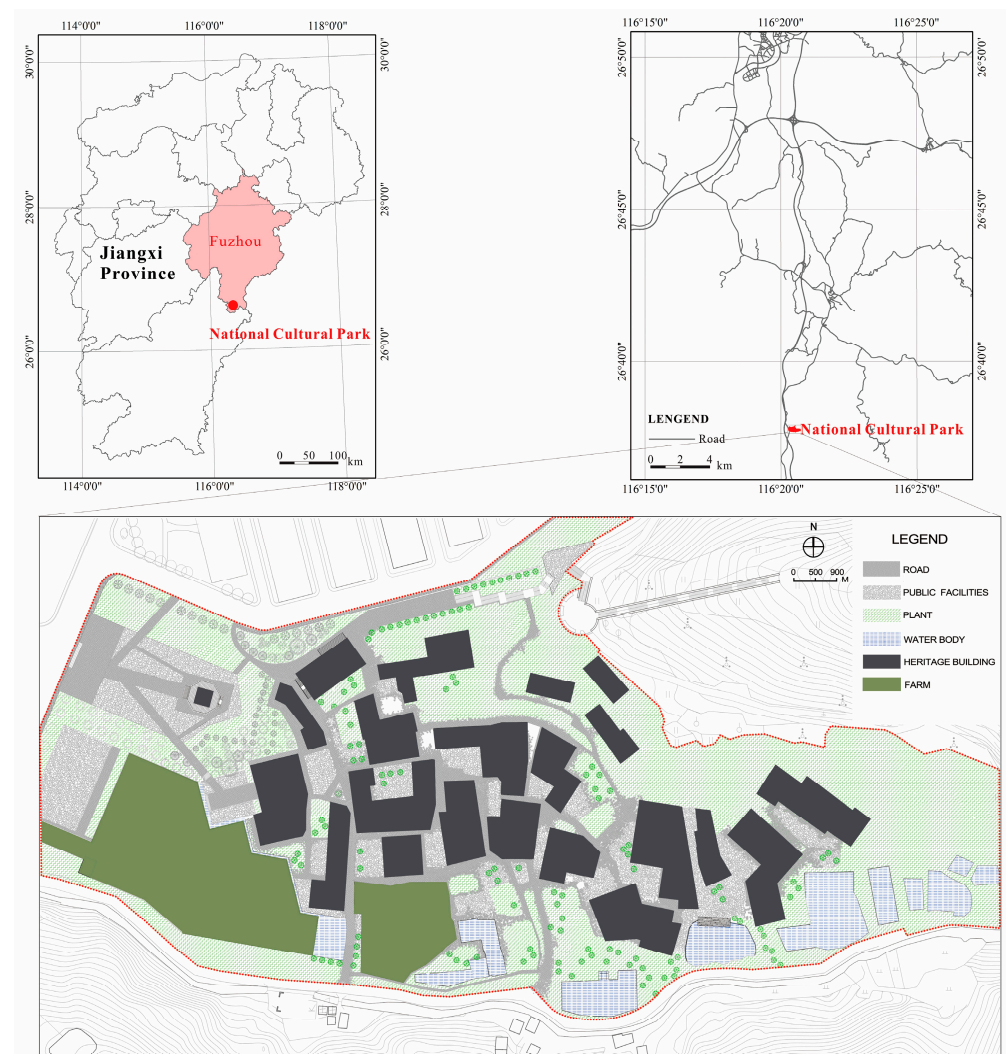 114°0'0" 116°0'0" 118°0'0"
30°0'0"
30°0'0"
28°0'0"
28°0'0"
26°0'0"
26°0'0"
Fuzhou
Jiangxi
Province
National Cultural Park
0 50 100 km
114°0'0" 116°0'0" 118°0'0"
116°15'0" 116°20'0" 116°25'0"
26°50'0"
26°50'0"
26°45'0"
26°45'0"
26°40'0"
26°40'0"
LENGEND
Road
0 2 4 km
National Cultural Park
116°15'0" 116°20'0" 116°25'0"
N
0 500 900 M
LEGEND
ROAD
PUBLIC FACILITIES
PLANT
WATER BODY
HERITAGE BUILDING
FARM